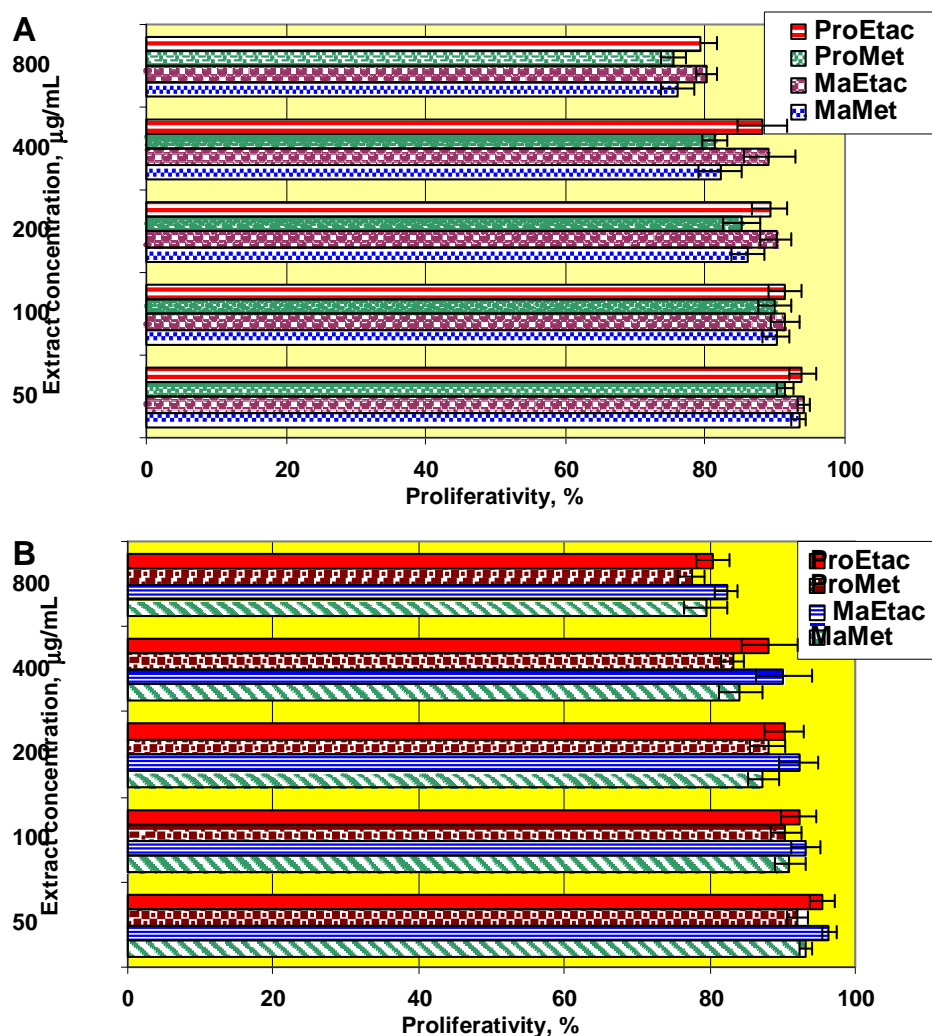 A
ProEtac
ProMet
MaEtac
MaMet
Extract concentration, μg/mL
800
400
200
100
50
0 20 40 60 80 100
Proliferativity, %
B
ProEtac
ProMet
MaEtac
MaMet
Extract concentration, μg/mL
800
400
200
100
50
0 20 40 60 80 100
Proliferativity, %